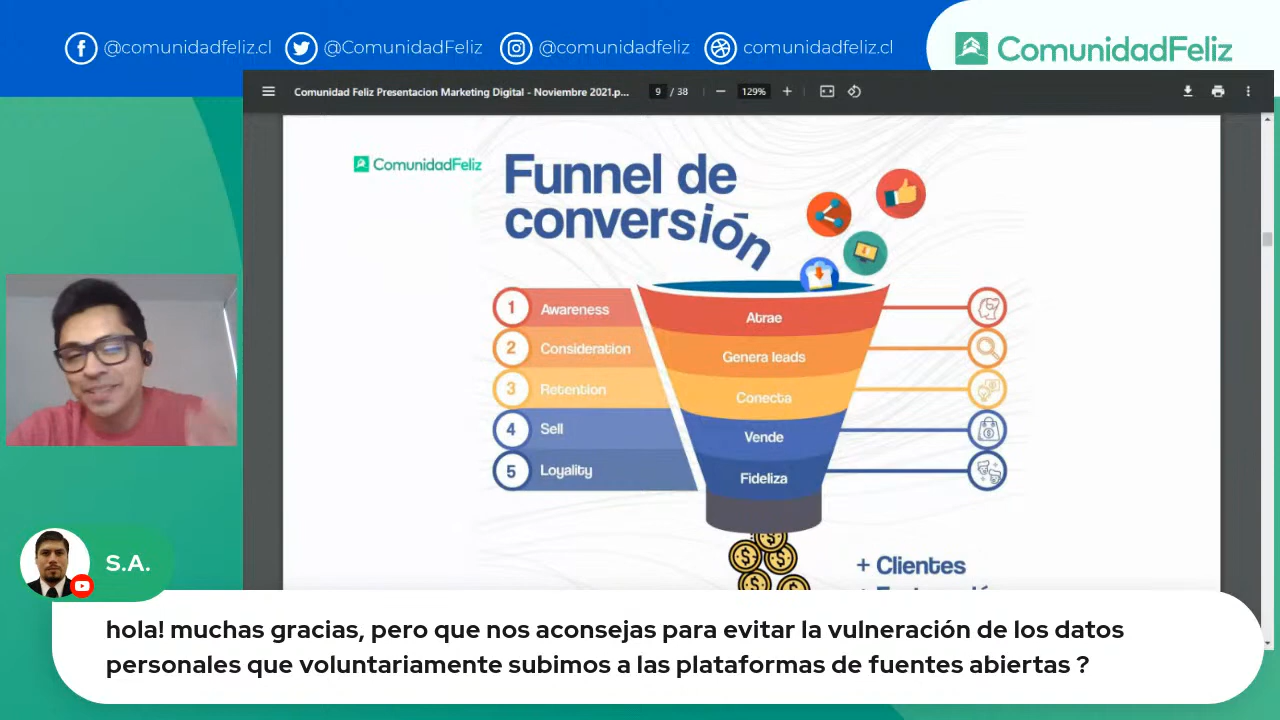 @comunidadfeliz.cl @ComunidadFeliz @comunidadfeliz comunidadfeliz.cl
ComunidadFeliz
Comunidad Feliz Presentacion Marketing Digital - Noviembre 2021.p... 9 / 38 129%
ComunidadFeliz
Funnel de
conversión
1 Awareness Atrae
2 Consideration Genera leads
3 Retention Conecta
4 Sell Vende
5 Loyality Fideliza
+ Clientes
S.A.
hola! muchas gracias, pero que nos aconsejas para evitar la vulneración de los datos
personales que voluntariamente subimos a las plataformas de fuentes abiertas ?